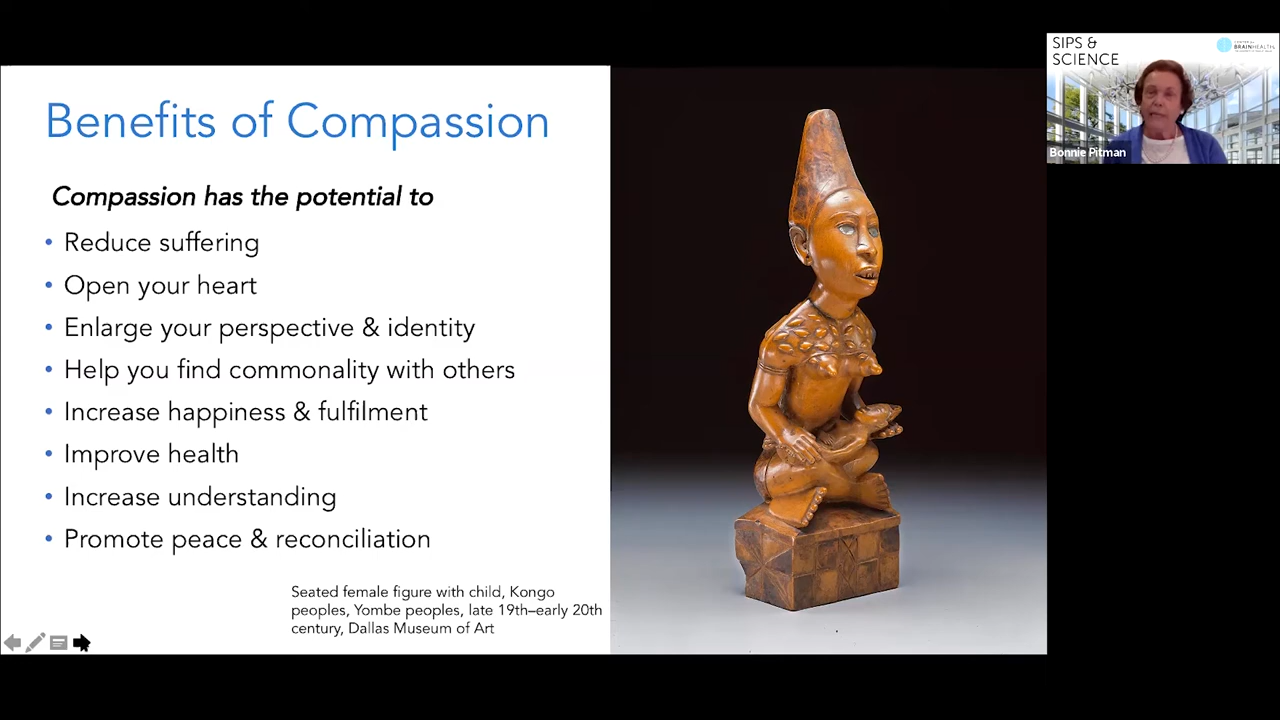 Benefits of Compassion
Compassion has the potential to
• Reduce suffering
• Open your heart
• Enlarge your perspective & identity
• Help you find commonality with others
• Increase happiness & fulfilment
• Improve health
• Increase understanding
• Promote peace & reconciliation
Seated female figure with child, Kongo
peoples, Yombe peoples, late 19th–early 20th
century, Dallas Museum of Art
SIPS &
SCIENCE
BRAINHEALTH
Bonnie Pitman